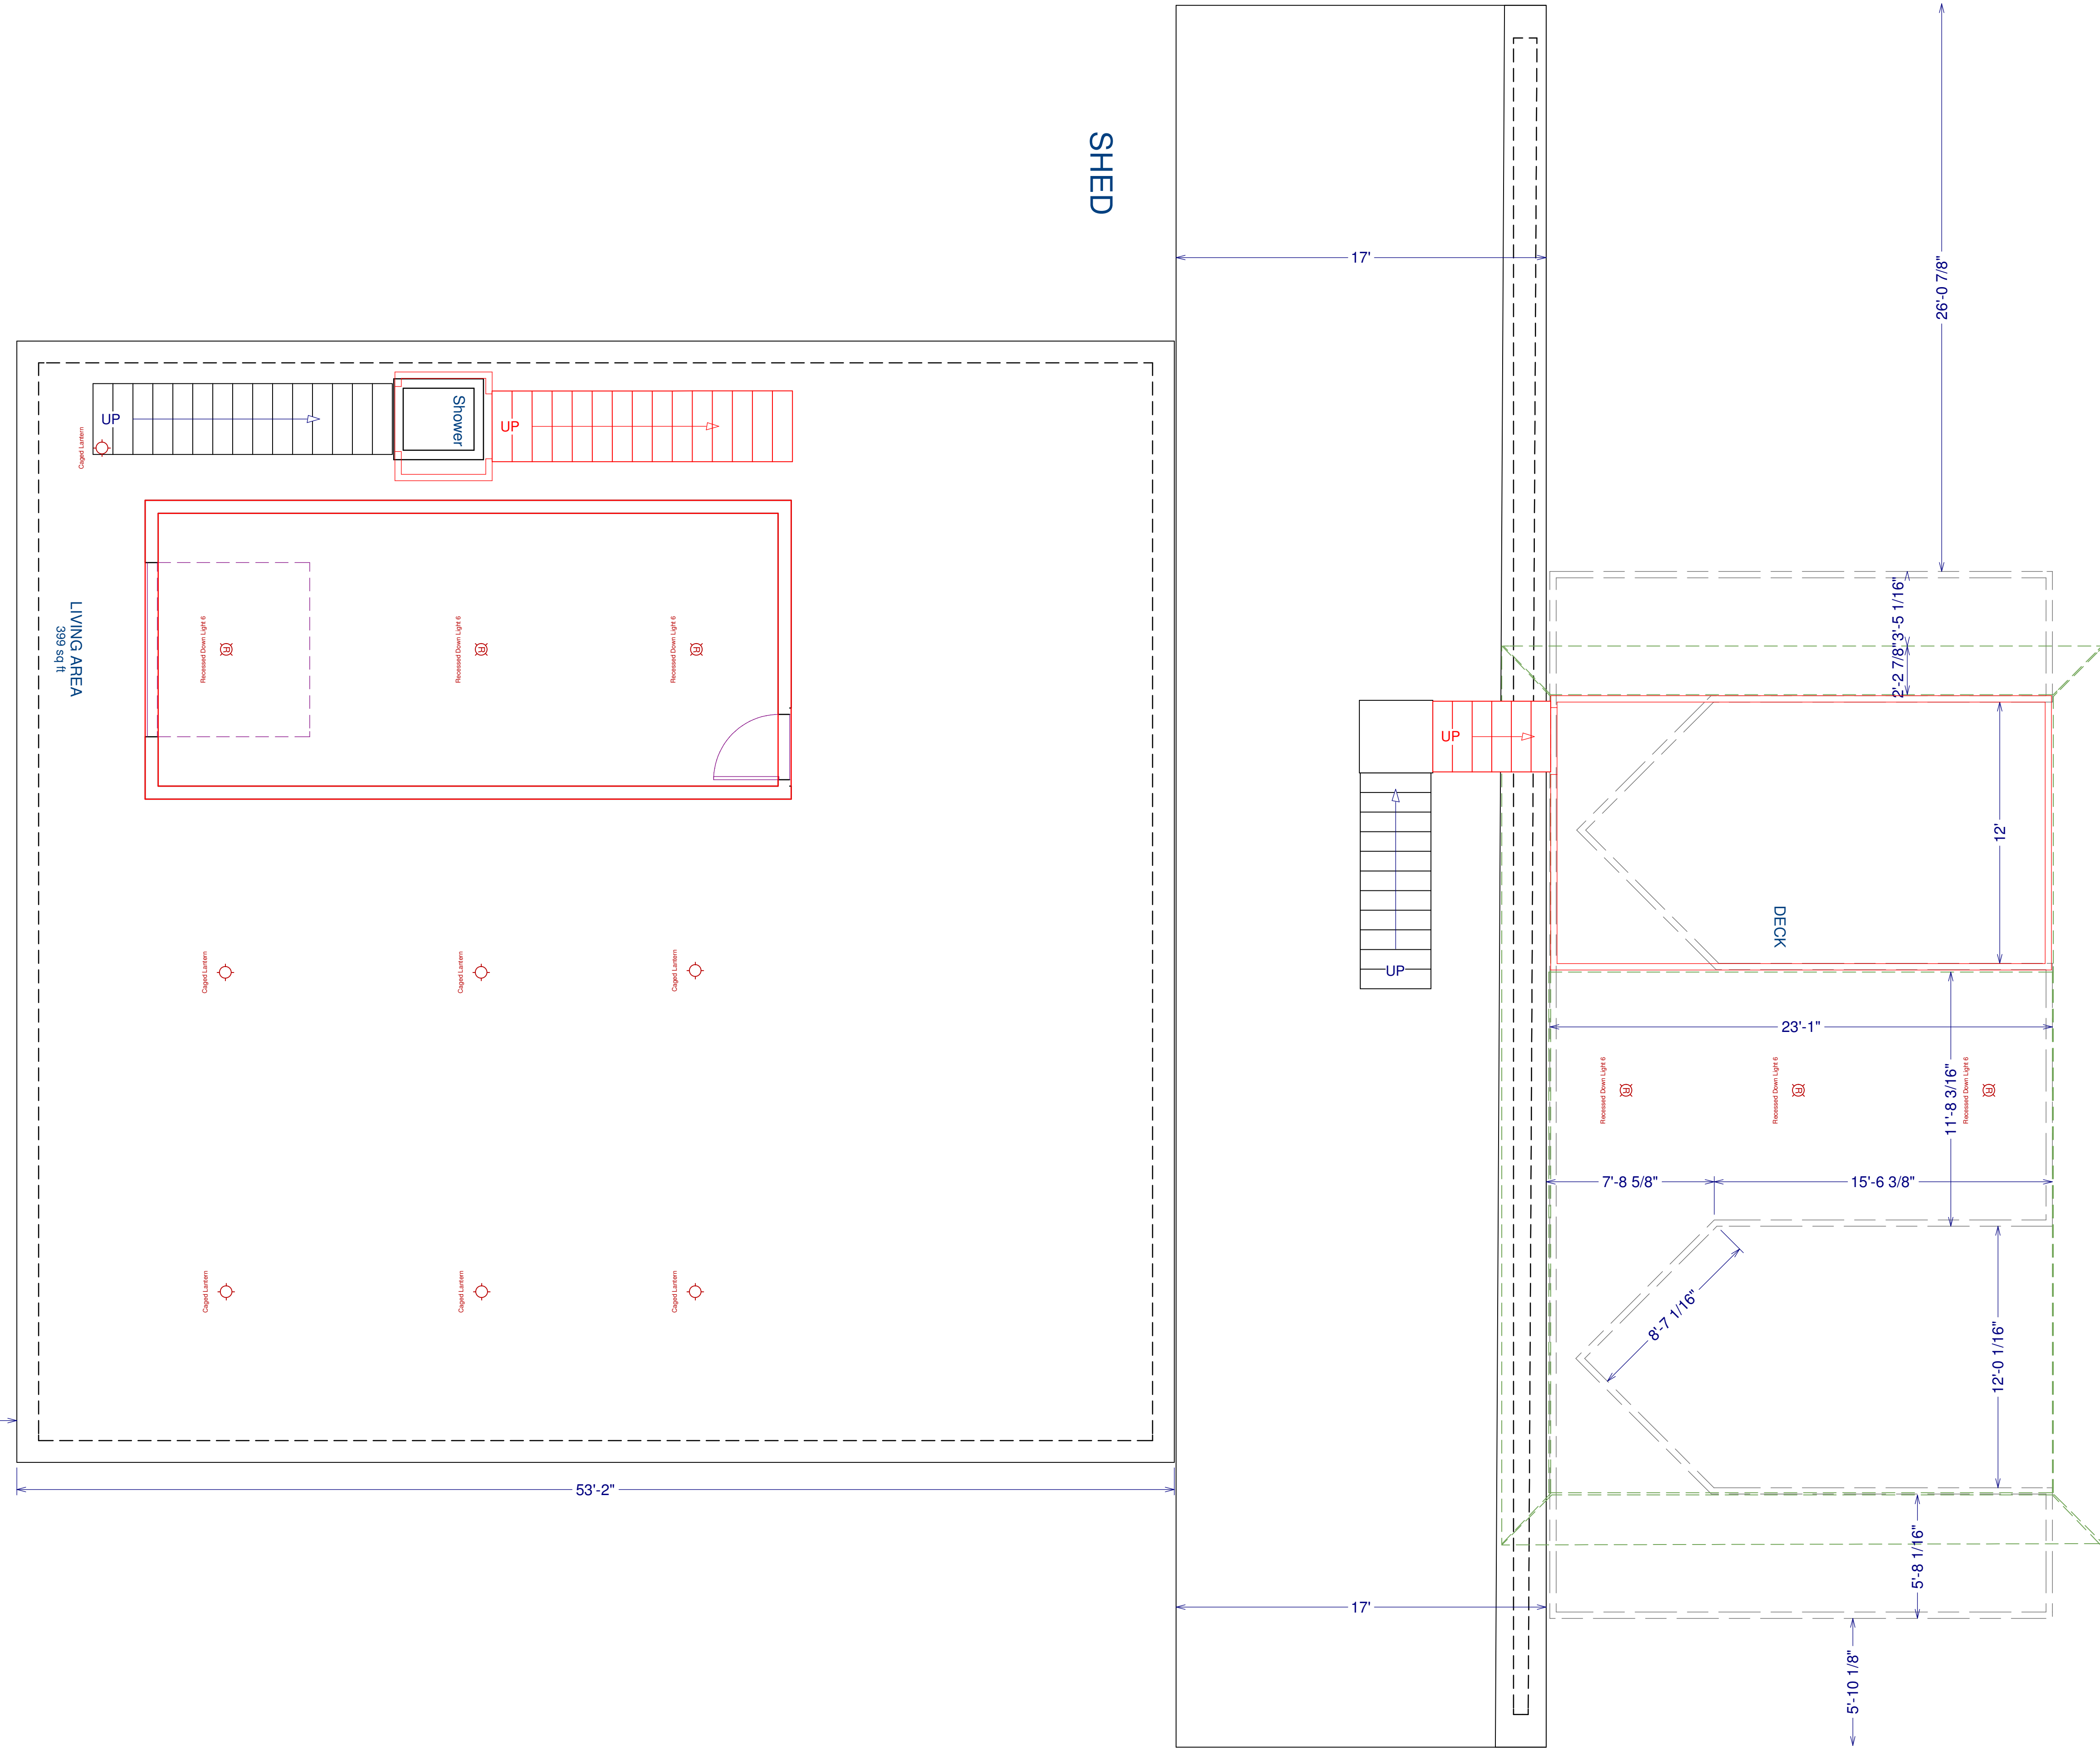 SHED
17'
26'-0 7/8"
UP
Shower
UP
Caged Lantern
LIVING AREA
399 sq ft
Recessed Down Light 6
Recessed Down Light 6
Recessed Down Light 6
3'-5 1/16"
2'-2 7/8"
UP
12'
DECK
UP
Caged Lantern
Caged Lantern
Caged Lantern
23'-1"
Recessed Down Light 6
Recessed Down Light 6
Recessed Down Light 6
11'-8 3/16"
7'-8 5/8"
15'-6 3/8"
Caged Lantern
Caged Lantern
Caged Lantern
8'-7 1/16"
12'-0 1/16"
53'-2"
5'-8 1/16"
17'
5'-10 1/8"
R
R
R
R
R
R